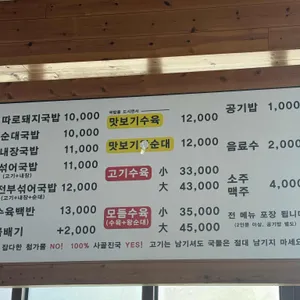 따로돼지국밥 10,000
순대국밥 10,000
내장국밥 11,000
섞어국밥 11,000
(고기+내장)
전부섞어국밥 12,000
(고기+내장+순대)
수육백반 13,000
+2,000
맛보기수육 12,000
맛보기 순대 12,000
고기수육 小 33,000
大 43,000
모듬수육 小 35,000
(수육+왕순대) 大 45,000
공기밥 1,000
음료수 2,000
소주
맥주 4,000
전 메뉴 포장 됩니
잡다한 첨가물 NO! 100% 사골진국 YES! 고기는 남기셔도 국물은 절대 남기지 마세요